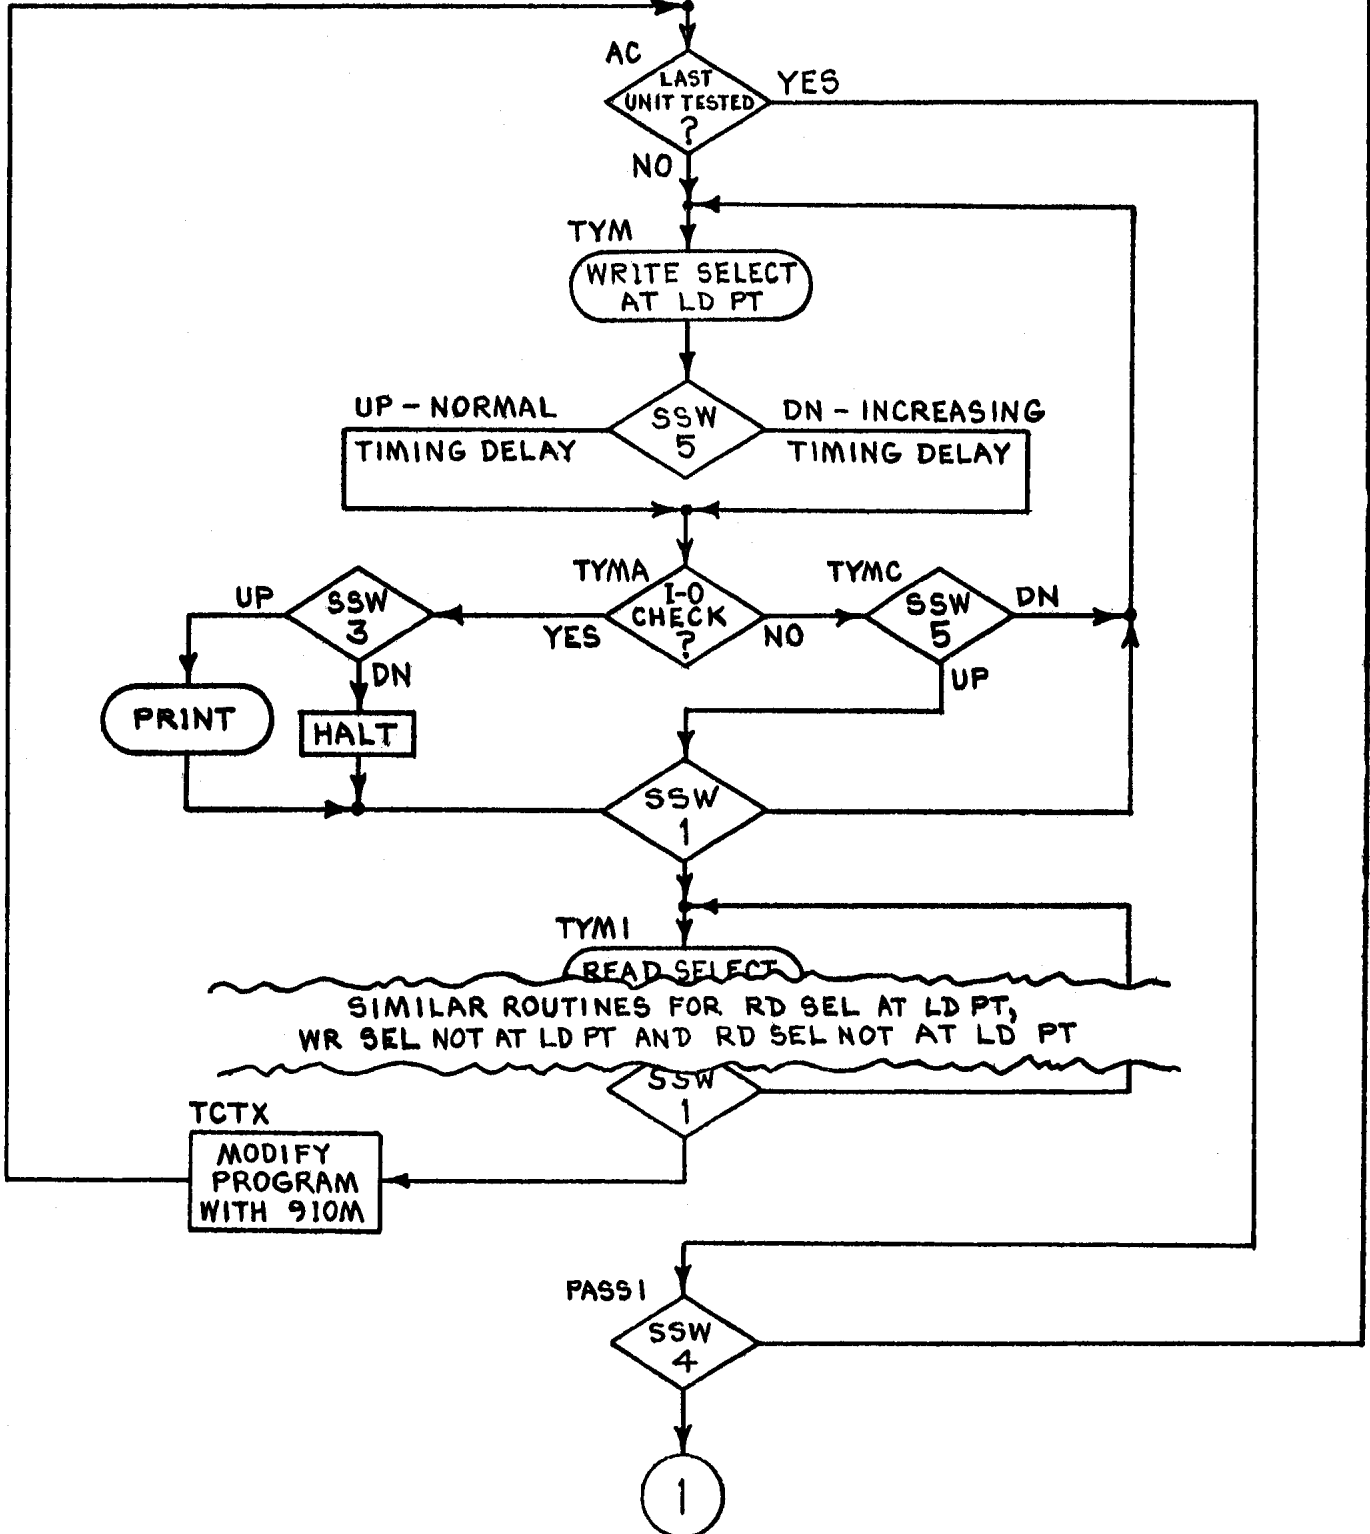 AC
LAST
UNIT TESTED
?
YES
NO
TYM
WRITE SELECT
AT LD PT
UP - NORMAL
TIMING DELAY
SSW
5
DN - INCREASING
TIMING DELAY
TYMA
I-O
CHECK
?
YES
NO
TYMC
SSW
5
DN
UP
UP
SSW
3
DN
PRINT
HALT
SSW
1
TYM1
READ SELECT
SIMILAR ROUTINES FOR RD SEL AT LD PT,
WR SEL NOT AT LD PT AND RD SEL NOT AT LD PT
SSW
1
TCTX
MODIFY
PROGRAM
WITH 910M
PASS1
SSW
4
1